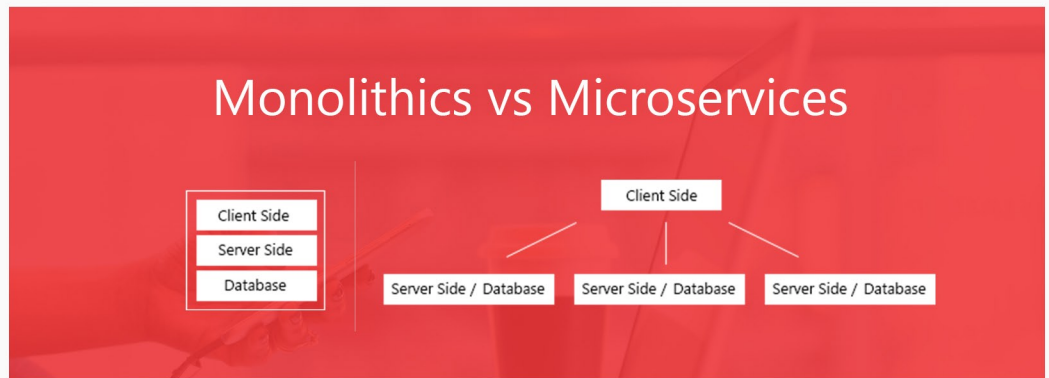 Monolithics vs Microservices
Client Side
Server Side
Database
Client Side
Server Side / Database
Server Side / Database
Server Side / Database